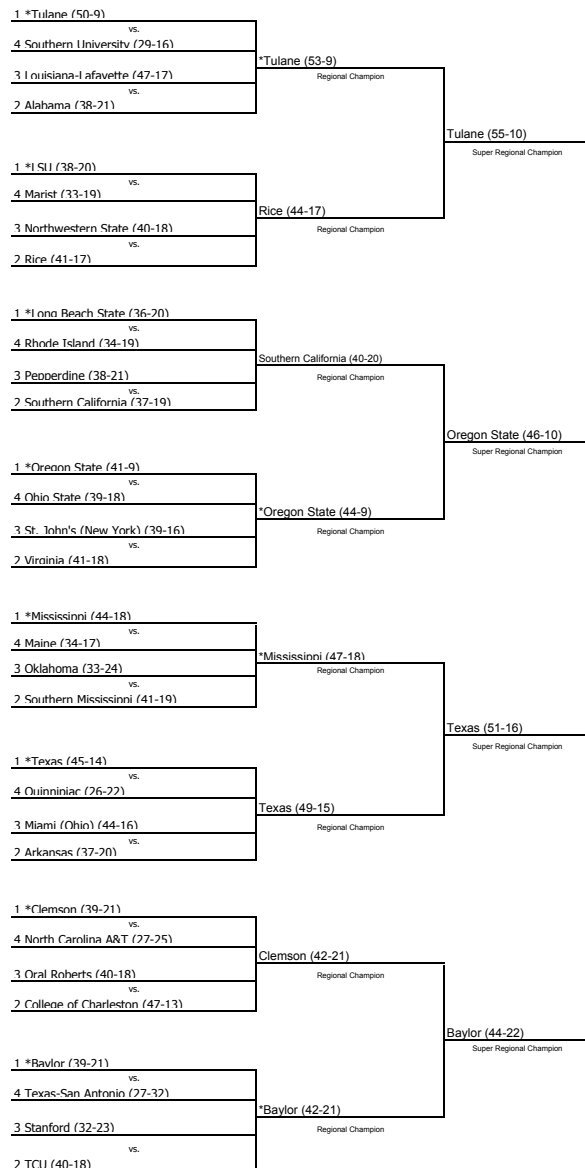 1 *Tulane (50-9)
vs.
4 Southern University (29-16)
*Tulane (53-9)
3 Louisiana-Lafayette (47-17)
Regional Champion
vs.
2 Alabama (38-21)
Tulane (55-10)
Super Regional Champion
1 *LSU (38-20)
vs.
4 Marist (33-19)
Rice (44-17)
3 Northwestern State (40-18)
Regional Champion
vs.
2 Rice (41-17)
1 *Long Beach State (36-20)
vs.
4 Rhode Island (34-19)
Southern California (40-20)
3 Pepperdine (38-21)
Regional Champion
vs.
2 Southern California (37-19)
Oregon State (46-10)
Super Regional Champion
1 *Oregon State (41-9)
vs.
4 Ohio State (39-18)
*Oregon State (44-9)
3 St. John's (New York) (39-16)
Regional Champion
vs.
2 Virginia (41-18)
1 *Mississippi (44-18)
vs.
4 Maine (34-17)
*Mississippi (47-18)
3 Oklahoma (33-24)
Regional Champion
vs.
2 Southern Mississippi (41-19)
Texas (51-16)
Super Regional Champion
1 *Texas (45-14)
vs.
4 Quinnipiac (26-22)
Texas (49-15)
3 Miami (Ohio) (44-16)
Regional Champion
vs.
2 Arkansas (37-20)
1 *Clemson (39-21)
vs.
4 North Carolina A&T (27-25)
Clemson (42-21)
3 Oral Roberts (40-18)
Regional Champion
vs.
2 College of Charleston (47-13)
Baylor (44-22)
Super Regional Champion
1 *Baylor (39-21)
vs.
4 Texas-San Antonio (27-32)
*Baylor (42-21)
3 Stanford (32-23)
Regional Champion
vs.
2 TCU (40-18)